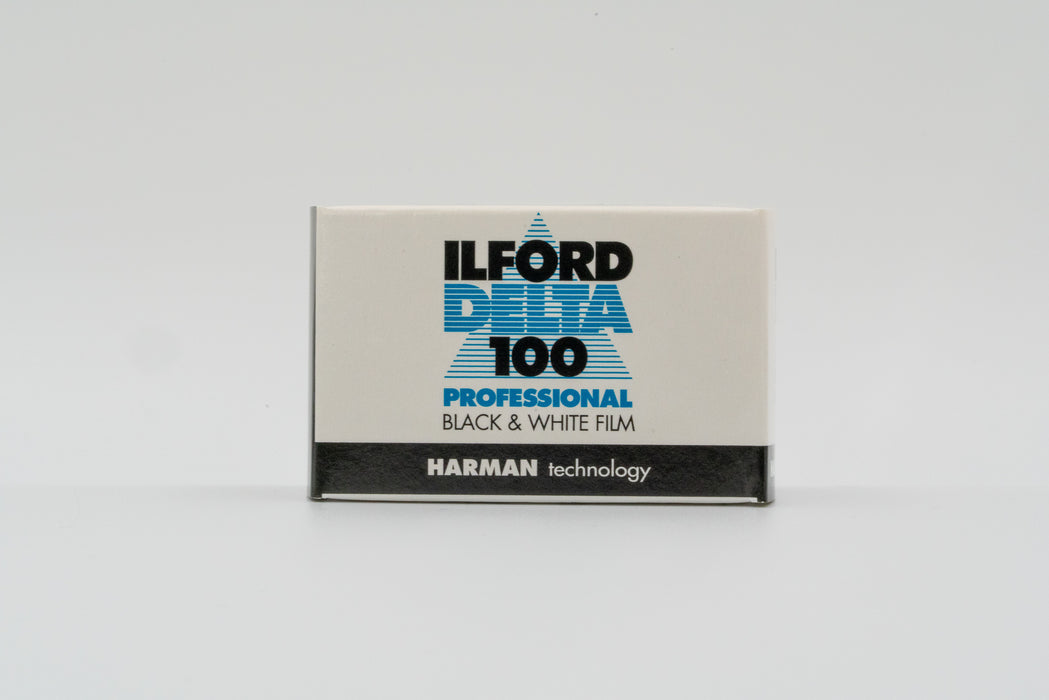 ILFORD
DELTA
100
PROFESSIONAL
BLACK & WHITE FILM
HARMAN technology